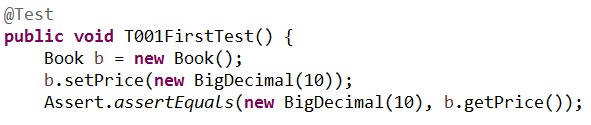 @Test
public void T001FirstTest() {
    Book b = new Book();
    b.setPrice(new BigDecimal(10));
    Assert.assertEquals(new BigDecimal(10), b.getPrice());